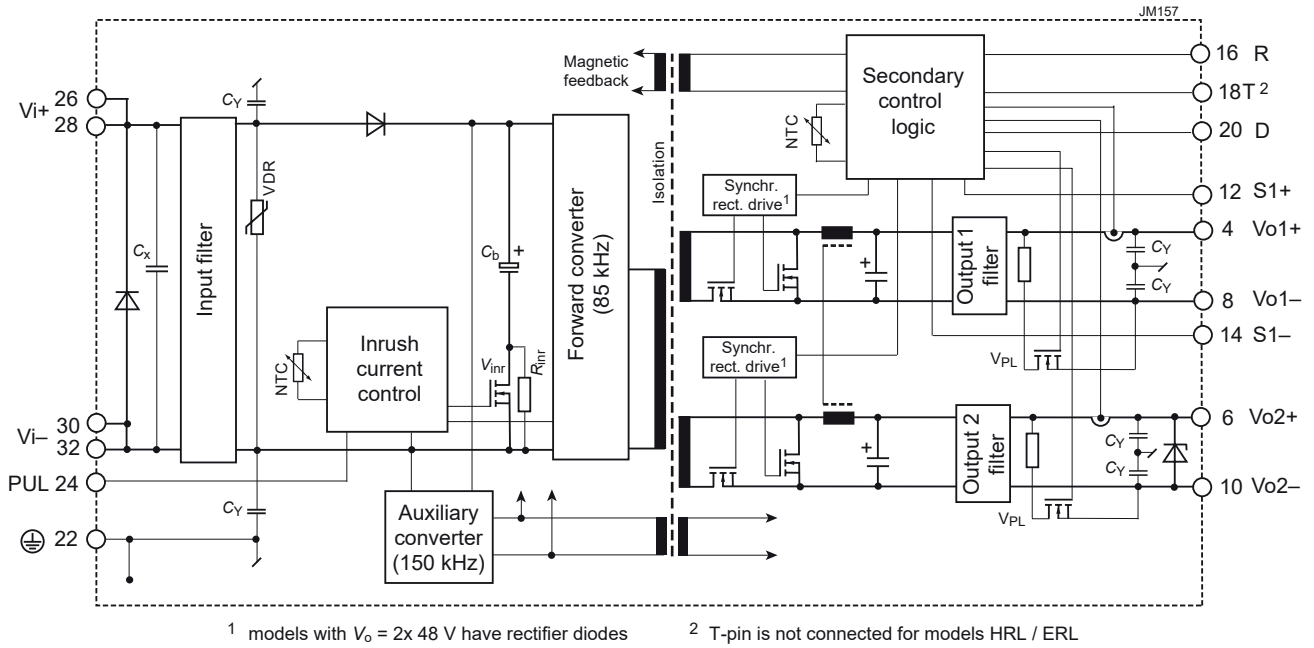 JM157
Magnetic
feedback
Secondary
control
logic
NTC
16 R
18T 2
20 D
12 S1+
4 Vo1+
8 Vo1–
14 S1–
6 Vo2+
10 Vo2–
Vi+ 26
28
Vi– 30
32
PUL 24
22
CY
VDR
Cx
Input filter
CY
NTC
Inrush
current
control
Cb
+
Vinr
Rinr
Forward converter
(85 kHz)
Auxiliary
converter
(150 kHz)
Isolation
Synchr.
rect. drive1
+
Output 1
filter
CY
CY
VPL
Synchr.
rect. drive1
+
Output 2
filter
CY
CY
VPL
1 models with Vo = 2x 48 V have rectifier diodes
2 T-pin is not connected for models HRL / ERL